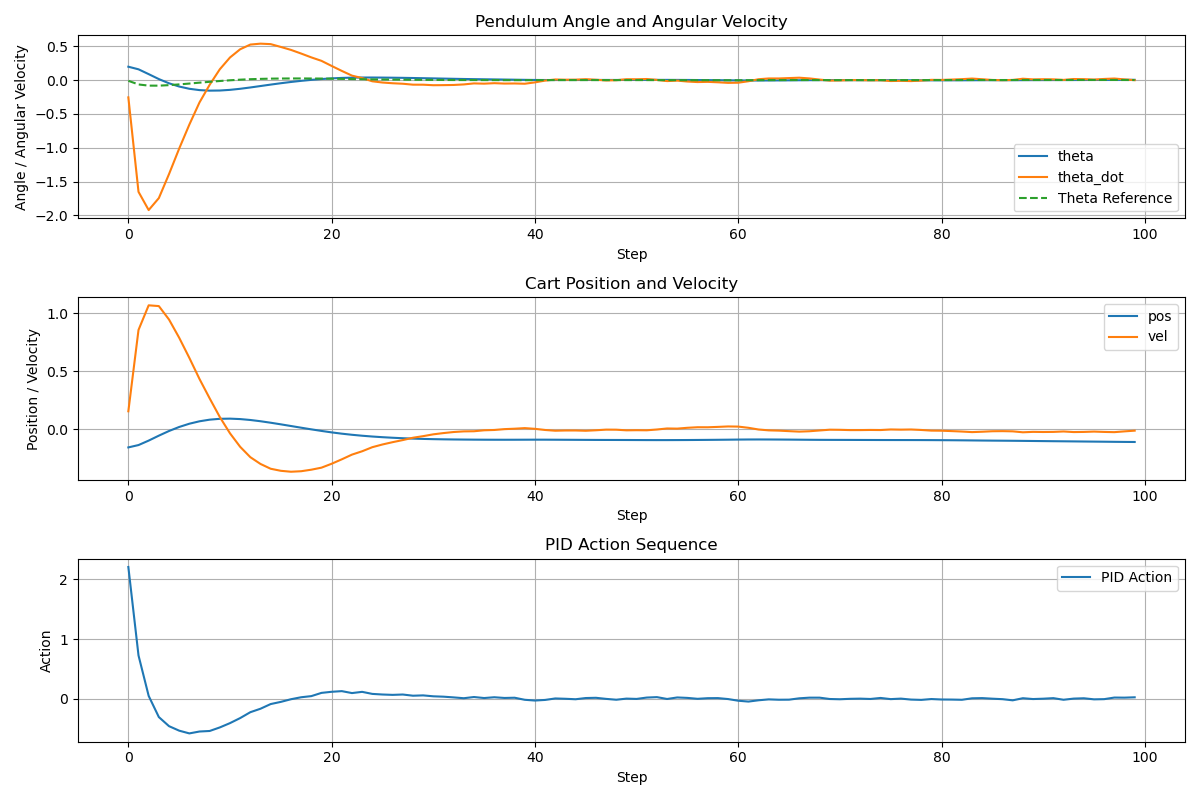 Pendulum Angle and Angular Velocity
Angle / Angular Velocity
0.5
0.0
−0.5
−1.0
−1.5
−2.0
theta
theta_dot
Theta Reference
0 20 40 60 80 100
Step
Cart Position and Velocity
Position / Velocity
1.0
0.5
0.0
pos
vel
0 20 40 60 80 100
Step
PID Action Sequence
Action
2
1
0
PID Action
0 20 40 60 80 100
Step